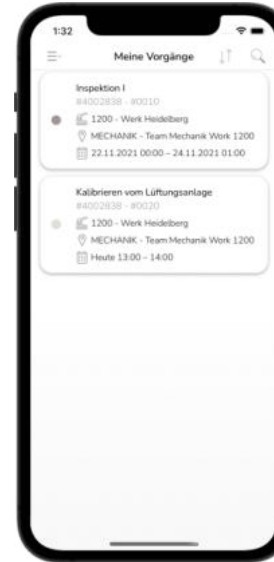 1:32
Meine Vorgänge
Inspektion I
#4002838 - #0010
1200 - Werk Heidelberg
MECHANIK - Team Mechanik Work 1200
22.11.2021 00:00 – 24.11.2021 01:00
Kalibrieren vom Lüftungsanlage
#4002838 - #0020
1200 - Werk Heidelberg
MECHANIK - Team Mechanik Work 1200
Heute 13:00 – 14:00